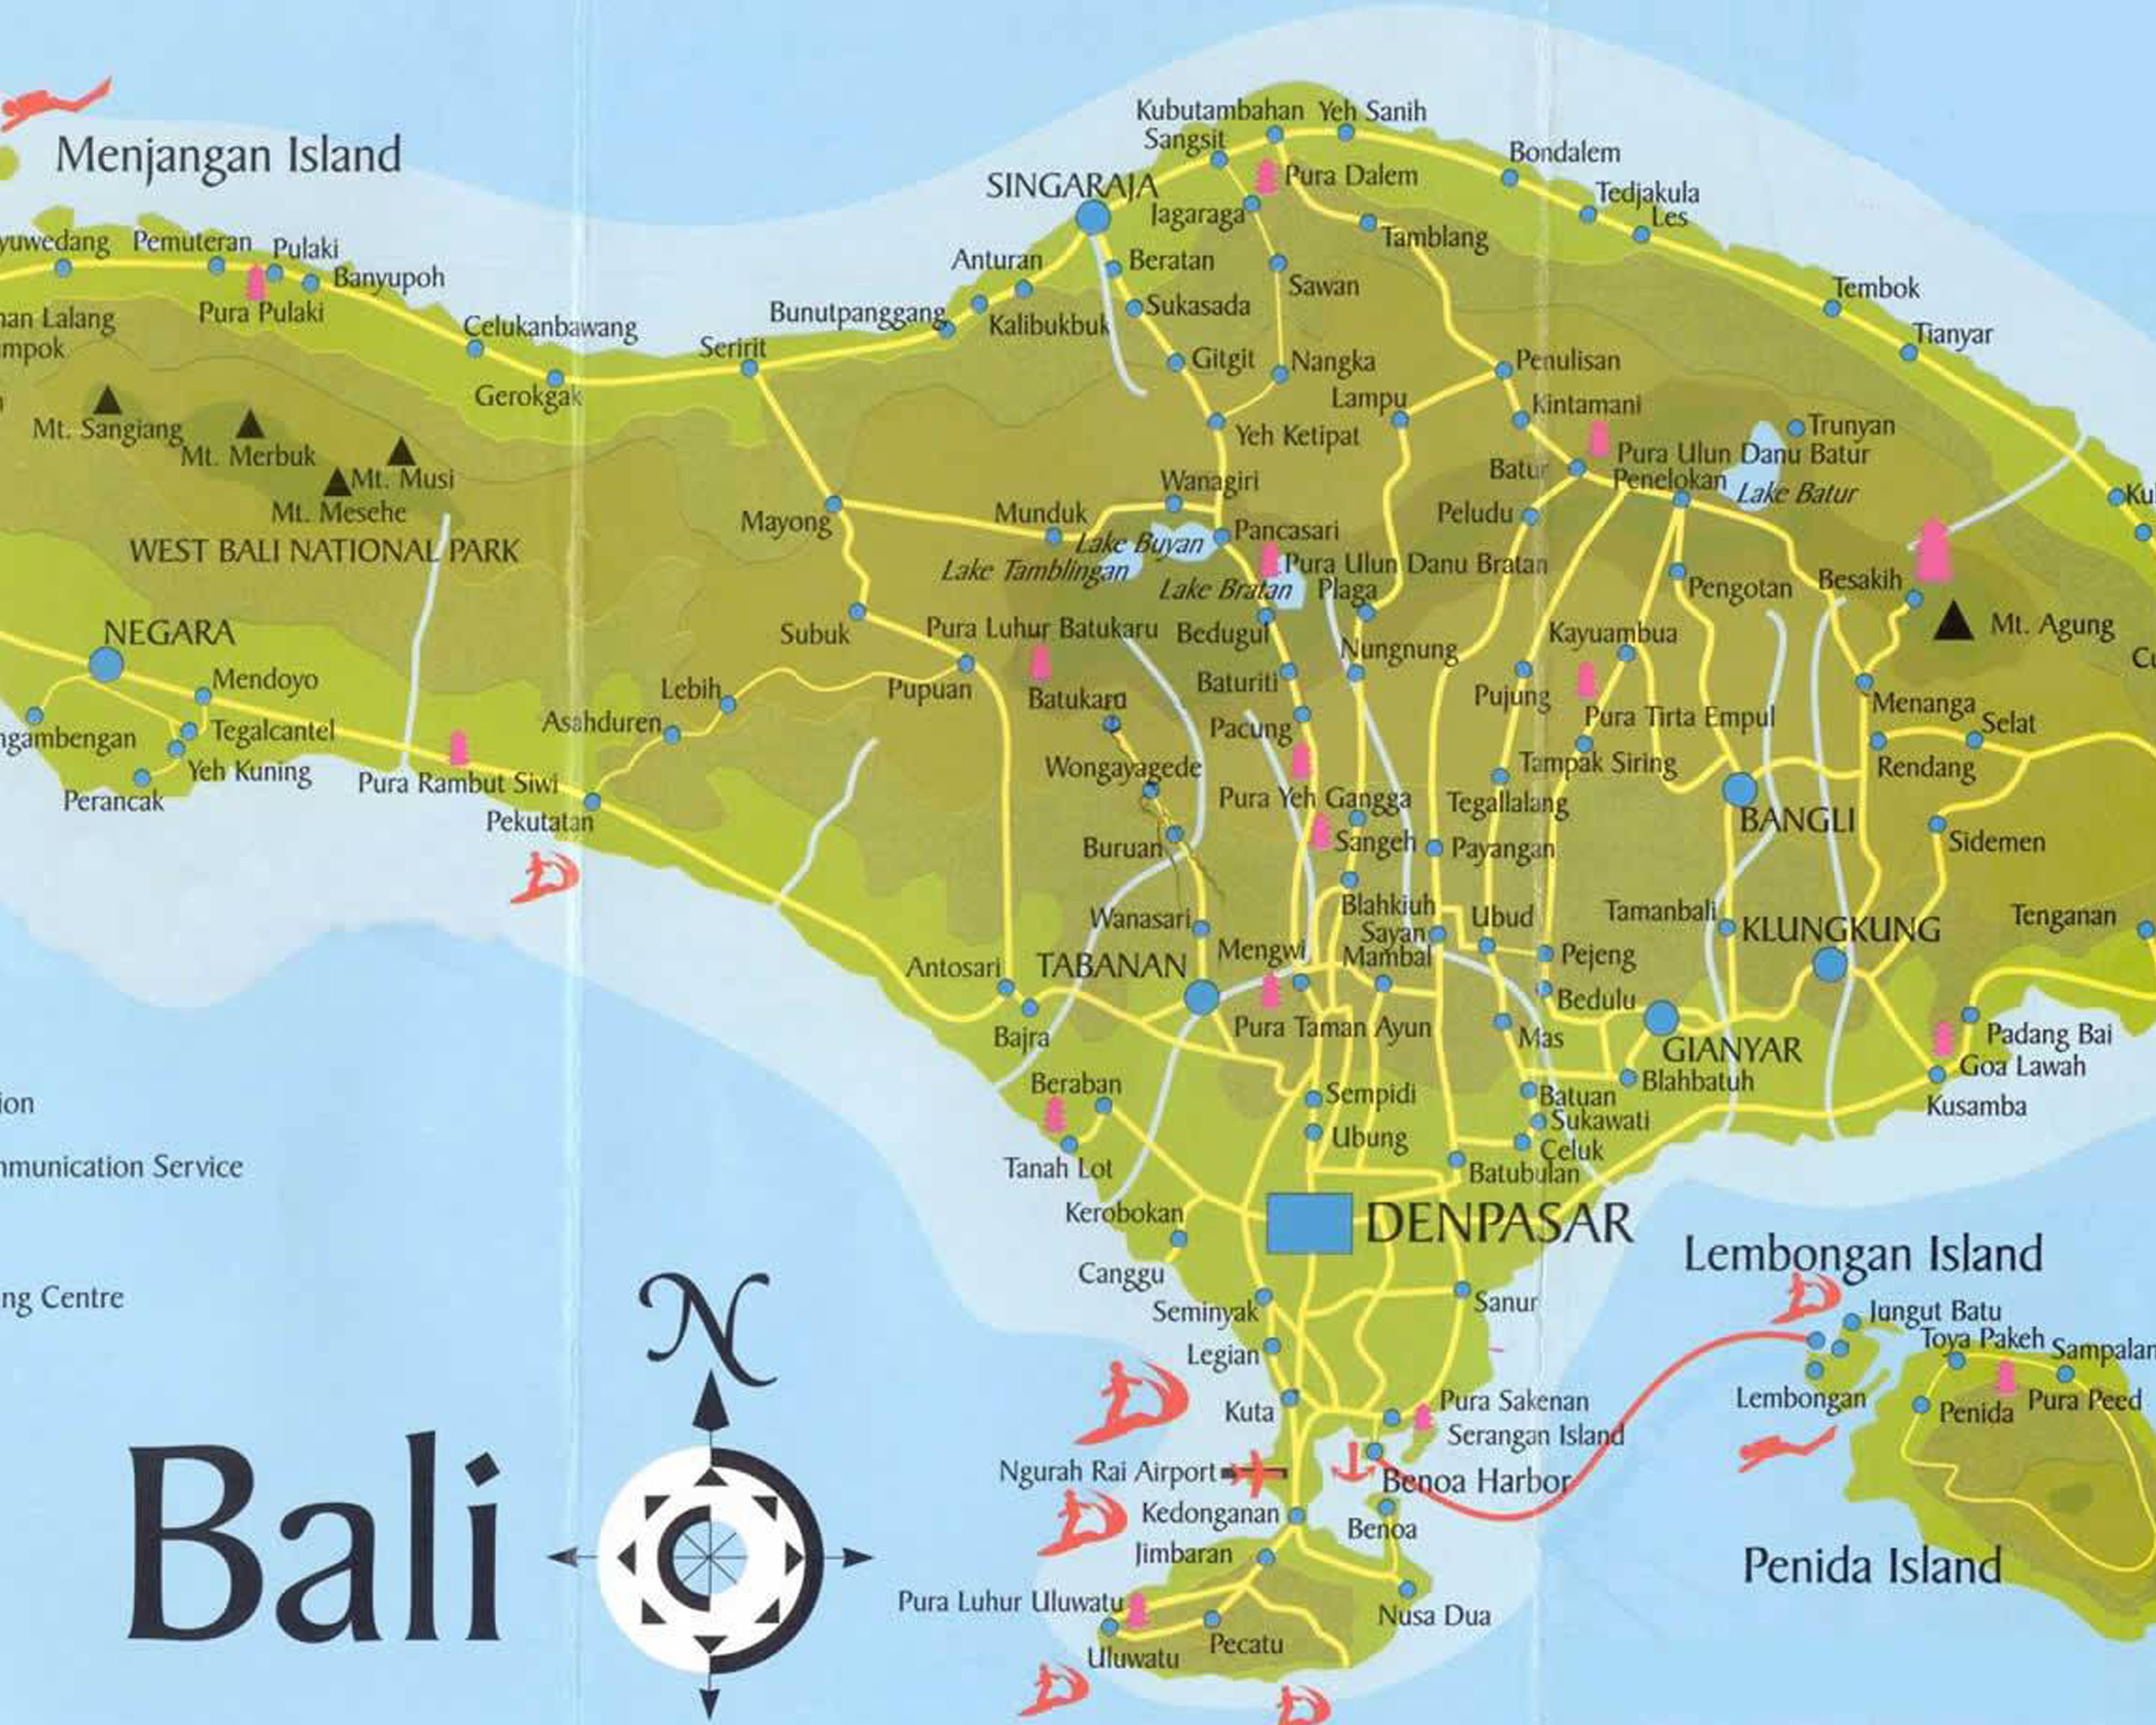 Menjangan Island
Kubutambahan
Yeh Sanih
Sangsit
Bondalem
SINGARAJA
Pura Dalem
Tedjakula
Jagaraga
Les
Tamblang
yuwedang
Pemuteran
Pulaki
Anturan
Beratan
Banyupoh
Sawan
Tembok
Pura Pulaki
Bunutpanggang
Sukasada
nan Lalang
Celukanbawang
Kalibukbuk
Tianyar
mpok
Seririt
Gitgit
Nangka
Penulisan
Gerokgak
Lampu
Kintamani
Mt. Sangiang
Yeh Ketipat
Trunyan
Mt. Merbuk
Pura Ulun Danu Batur
Mt. Musi
Wanagiri
Batur
Penelokan
Lake Batur
Ku
Mt. Mesehe
Mayong
Munduk
Peludu
WEST BALI NATIONAL PARK
Lake Buyan
Pancasari
Lake Tamblingan
Pura Ulun Danu Bratan
Lake Bratan
Plaga
Pengotan
Besakih
NEGARA
Subuk
Pura Luhur Batukaru
Bedugul
Kayuambua
Mt. Agung
Nungnung
Cu
Mendoyo
Lebih
Pupuan
Baturiti
Pujung
Batukaru
Menanga
ngambengan
Tegalcantel
Asahduren
Pacung
Pura Tirta Empul
Selat
Yeh Kuning
Wongayagede
Tampak Siring
Rendang
Perancak
Pura Rambut Siwi
Pura Yeh Gangga
Tegallalang
Pekutatan
BANGLI
Buruan
Sangeh
Payangan
Sidemen
Wanasari
Blahkiuh
Ubud
Tamanbali
KLUNGKUNG
Tenganan
Sayan
Mengwi
Mambal
Pejeng
Antosari
TABANAN
Bedulu
Bajra
Pura Taman Ayun
Mas
GIANYAR
Padang Bai
Goa Lawah
Beraban
Sempidi
Blahbatuh
Batuan
Kusamba
ion
Sukawati
Ubung
Celuk
Tanah Lot
Batubulan
mmunication Service
Kerobokan
DENPASAR
Lembongan Island
Canggu
ng Centre
N
Seminyak
Sanur
Jungut Batu
Legian
Toya Pakeh
Sampalan
Kuta
Pura Sakenan
Lembongan
Penida
Pura Peed
Serangan Island
Ngurah Rai Airport
Benoa Harbor
Kedonganan
Benoa
Jimbaran
Penida Island
Bali
Pura Luhur Uluwatu
Nusa Dua
Pecatu
Uluwatu